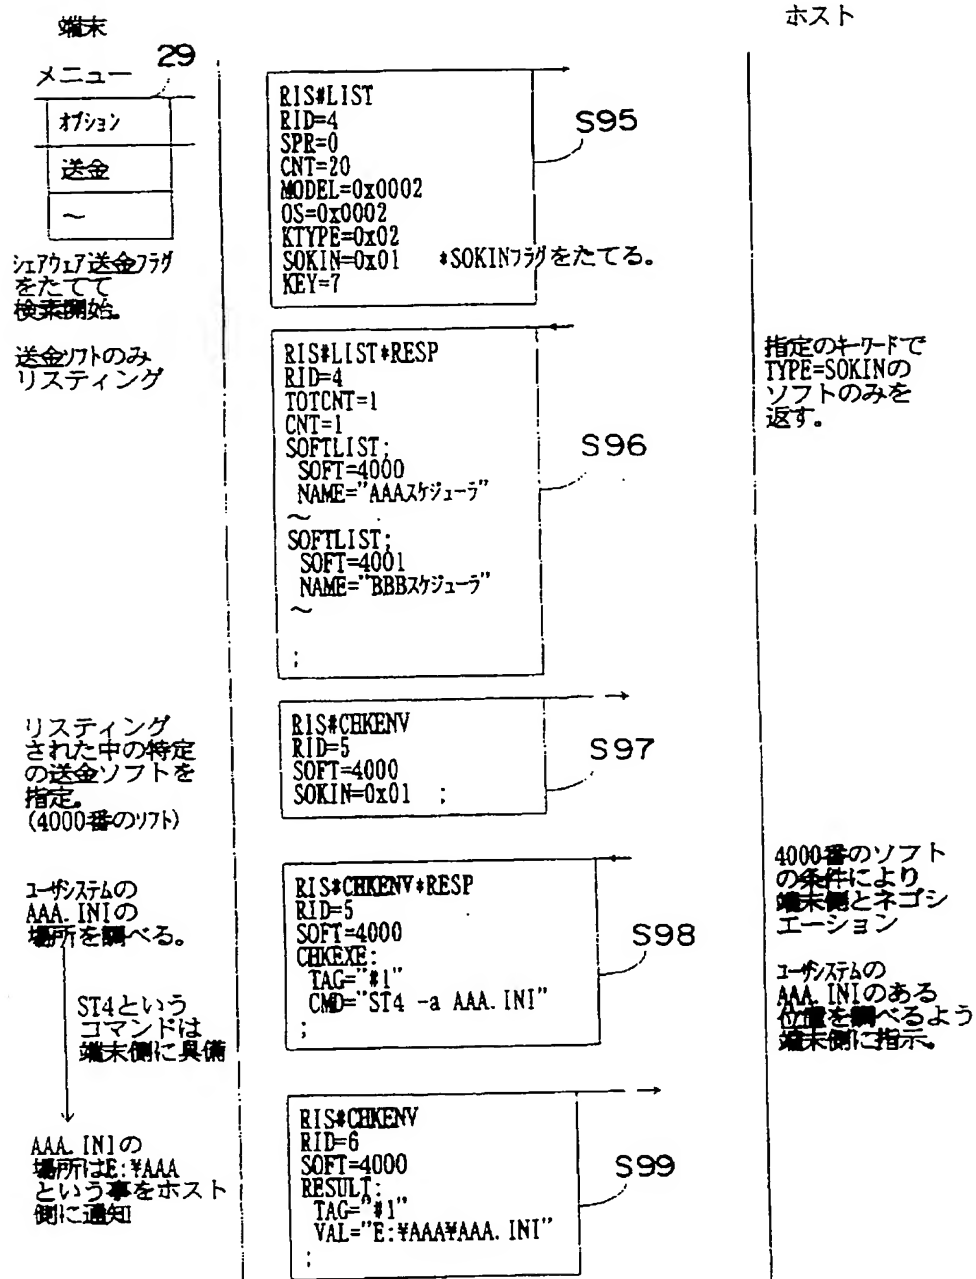 端末
ホスト
メニュー
29
オプション
送金
～
シェアウェア送金フラグ
をたてて
検索開始。
RIS#LIST
RID=4
SPR=0
CNT=20
MODEL=0x0002
OS=0x0002
KTYPE=0x02
SOKIN=0x01 *SOKINフラグをたてる。
KEY=7
S95
送金ソフトのみ
リスティング
RIS#LIST*RESP
RID=4
TOTCNT=1
CNT=1
SOFTLIST;
SOFT=4000
NAME="AAAスケジューラ"
～
SOFTLIST;
SOFT=4001
NAME="BBBスケジューラ"
～
;
S96
指定のキーワードで
TYPE=SOKINの
ソフトのみを
返す。
リスティング
された中の特定
の送金ソフトを
指定。
(4000番のソフト)
RIS#CHKENV
RID=5
SOFT=4000
SOKIN=0x01 ;
S97
ユーザシステムの
AAA.INIの
場所を調べる。
ST4という
コマンドは
端末側に具備
RIS#CHKENV*RESP
RID=5
SOFT=4000
CHKEXE:
TAG="#1"
CMD="ST4 -a AAA.INI"
;
S98
4000番のソフト
の条件により
端末側とネゴシ
エーション
ユーザシステムの
AAA.INIのある
位置を調べるよう
端末側に指示。
AAA.INIの
場所はE:¥AAA
という事をホスト
側に通知
RIS#CHKENV
RID=6
SOFT=4000
RESULT:
TAG="#1"
VAL="E:¥AAA¥AAA.INI"
;
S99